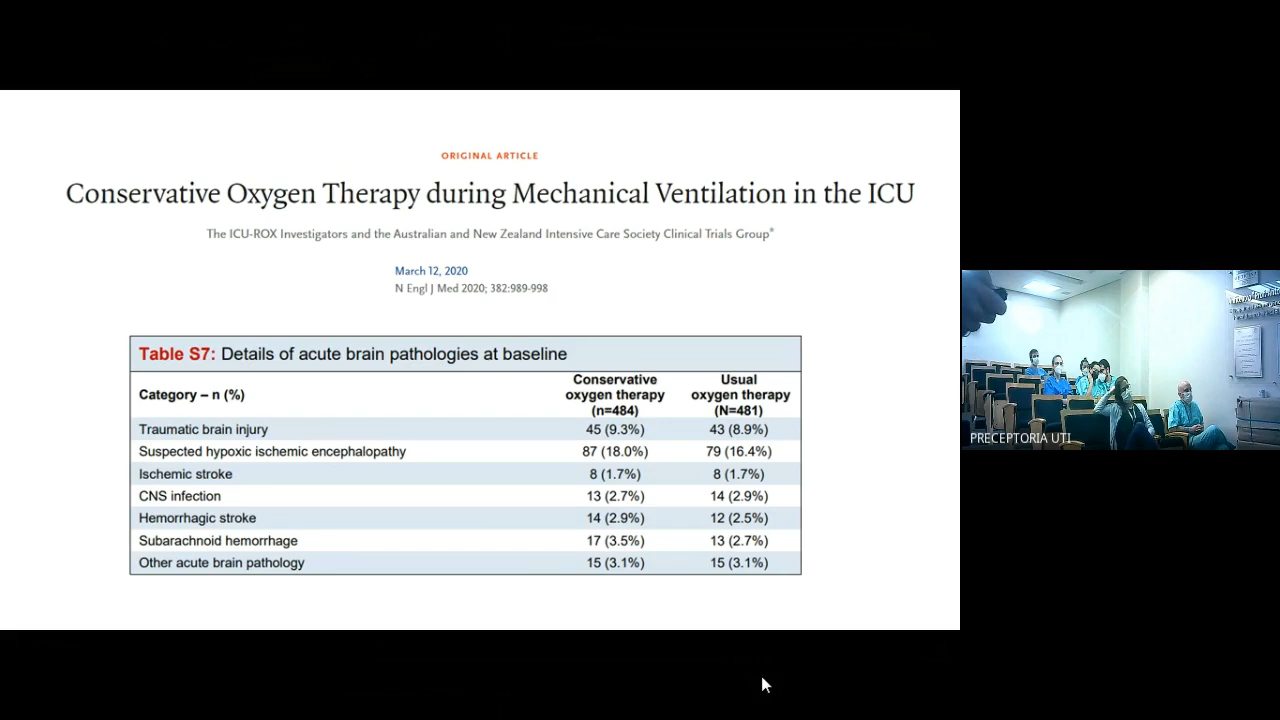 ORIGINAL ARTICLE
Conservative Oxygen Therapy during Mechanical Ventilation in the ICU
The ICU-ROX Investigators and the Australian and New Zealand Intensive Care Society Clinical Trials Group*
March 12, 2020
N Engl J Med 2020; 382:989-998
Table S7: Details of acute brain pathologies at baseline
Category – n (%) Conservative oxygen therapy (n=484) Usual oxygen therapy (N=481)
Traumatic brain injury 45 (9.3%) 43 (8.9%)
Suspected hypoxic ischemic encephalopathy 87 (18.0%) 79 (16.4%)
Ischemic stroke 8 (1.7%) 8 (1.7%)
CNS infection 13 (2.7%) 14 (2.9%)
Hemorrhagic stroke 14 (2.9%) 12 (2.5%)
Subarachnoid hemorrhage 17 (3.5%) 13 (2.7%)
Other acute brain pathology 15 (3.1%) 15 (3.1%)
PRECEPTORIA UTI